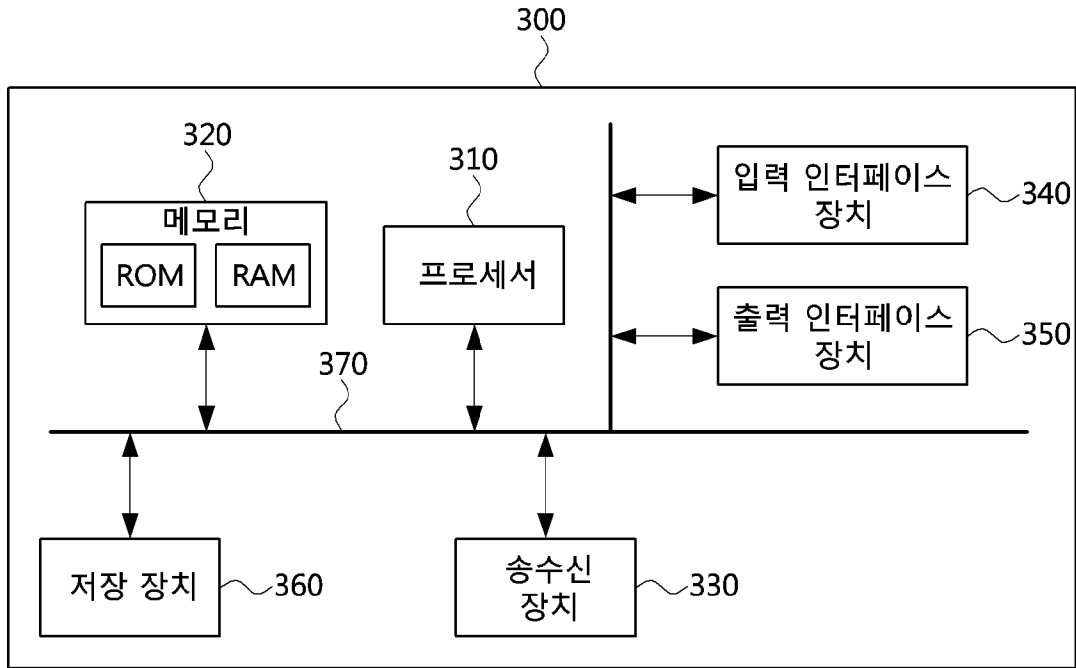 300
320
310
메모리
ROM
RAM
프로세서
입력 인터페이스
장치
340
출력 인터페이스
장치
350
370
저장 장치
360
송수신
장치
330